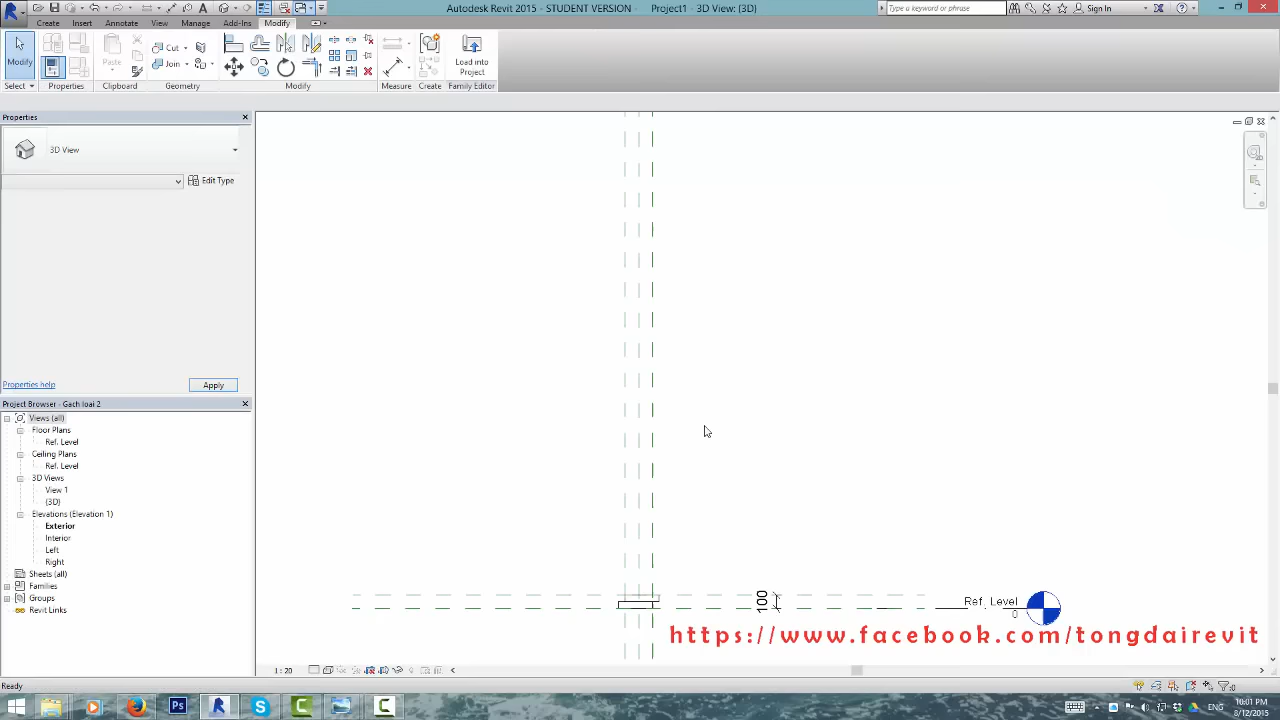 Autodesk Revit 2015 - STUDENT VERSION - Project1 - 3D View: (3D)
Type a keyword or phrase
Sign In
Create Insert Annotate View Manage Add-Ins Modify
Modify
Paste
Cut
Join
Load into
Project
Select Properties Clipboard Geometry Modify Measure Create Family Editor
Properties
3D View
Edit Type
Properties help
Apply
Project Browser - Gach loai 2
Views (all)
Floor Plans
Ref. Level
Ceiling Plans
Ref. Level
3D Views
View 1
(3D)
Elevations (Elevation 1)
Exterior
Interior
Left
Right
Sheets (all)
Families
Groups
Revit Links
100
Ref. Level
0
https://www.facebook.com/tongdairevit
1 : 20
Ready
ENG
10:01 PM
8/12/2015